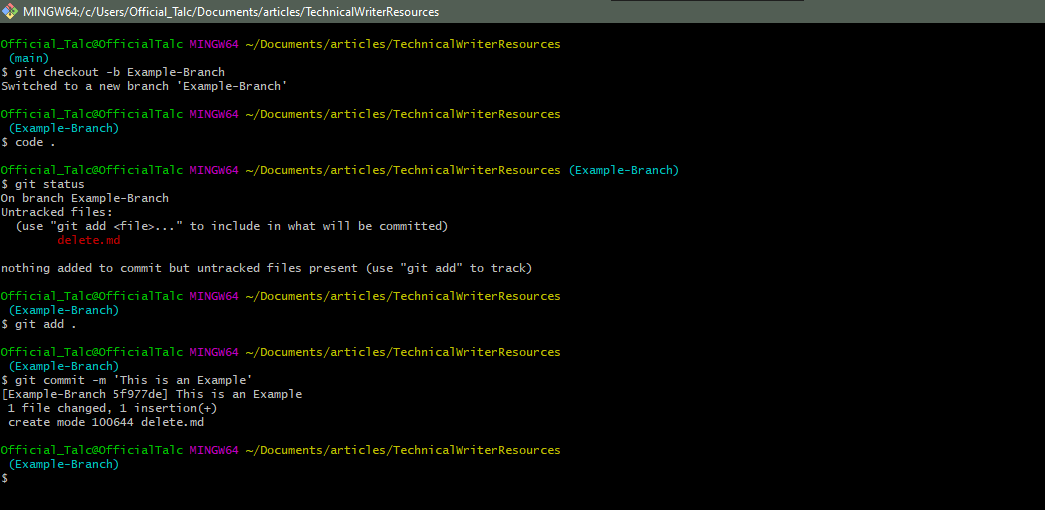 MINGW64:/c/Users/Official_Talc/Documents/articles/TechnicalWriterResources
Official_Talc@OfficialTalc MINGW64 ~/Documents/articles/TechnicalWriterResources
(main)
$ git checkout -b Example-Branch
Switched to a new branch 'Example-Branch'
Official_Talc@OfficialTalc MINGW64 ~/Documents/articles/TechnicalWriterResources
(Example-Branch)
$ code .
Official_Talc@OfficialTalc MINGW64 ~/Documents/articles/TechnicalWriterResources (Example-Branch)
$ git status
On branch Example-Branch
Untracked files:
(use "git add <file>..." to include in what will be committed)
delete.md
nothing added to commit but untracked files present (use "git add" to track)
Official_Talc@OfficialTalc MINGW64 ~/Documents/articles/TechnicalWriterResources
(Example-Branch)
$ git add .
Official_Talc@OfficialTalc MINGW64 ~/Documents/articles/TechnicalWriterResources
(Example-Branch)
$ git commit -m 'This is an Example'
[Example-Branch 5f977de] This is an Example
1 file changed, 1 insertion(+)
create mode 100644 delete.md
Official_Talc@OfficialTalc MINGW64 ~/Documents/articles/TechnicalWriterResources
(Example-Branch)
$